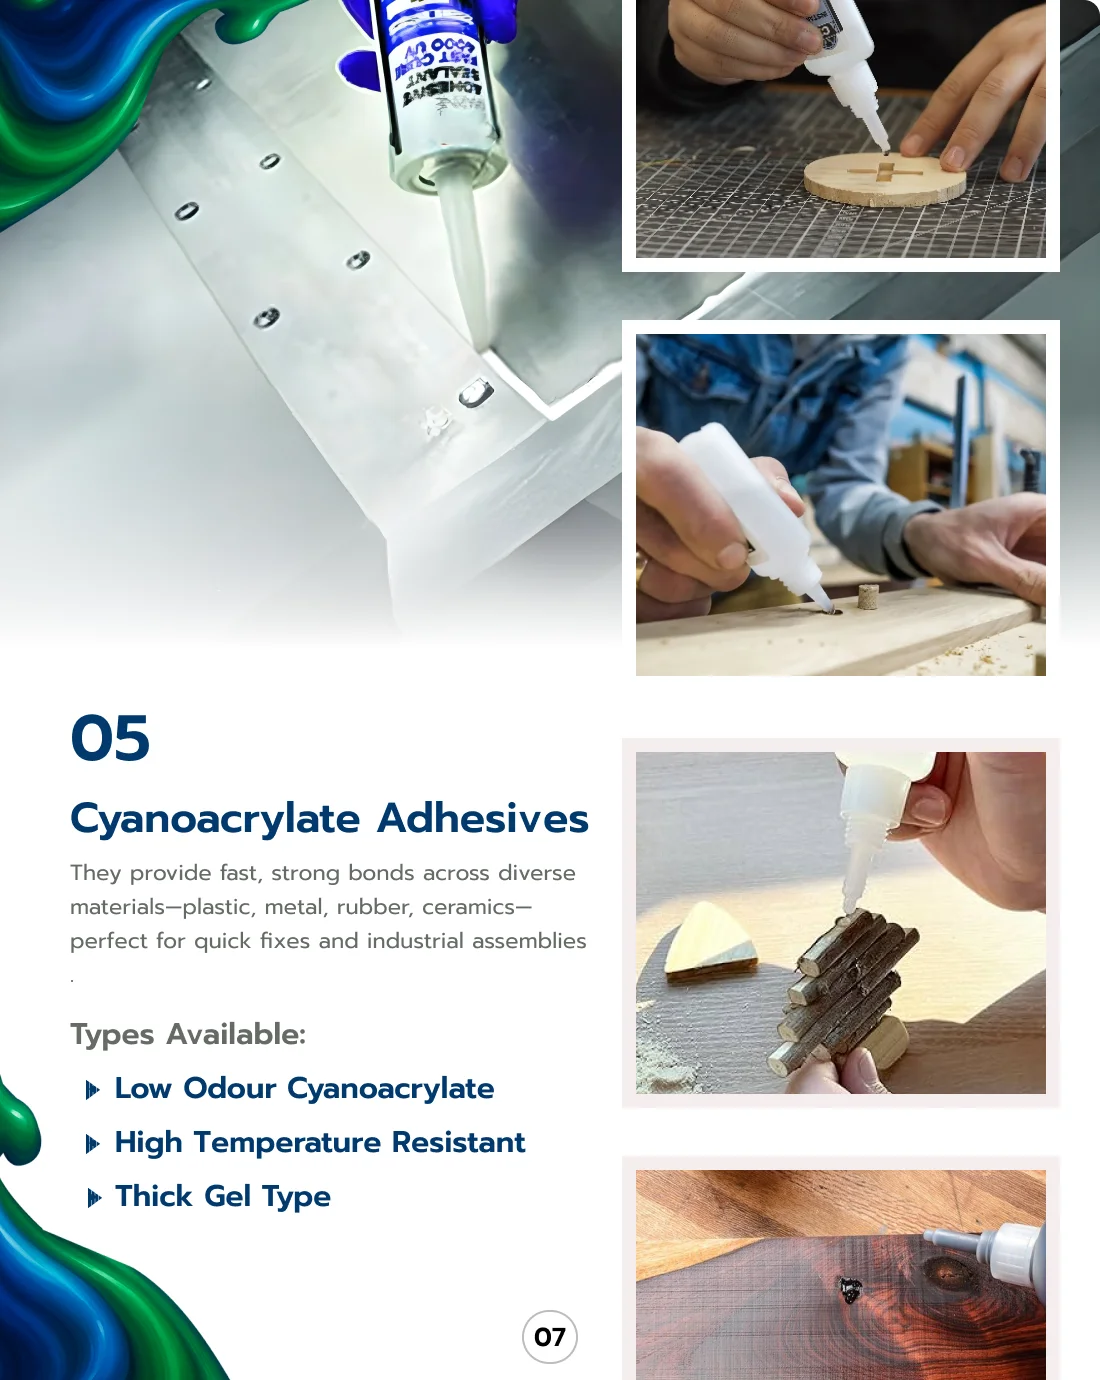 4000 UV
FAST CURE
SEALANT
ADHESIVE
05
Cyanoacrylate Adhesives
They provide fast, strong bonds across diverse
materials—plastic, metal, rubber, ceramics—
perfect for quick fixes and industrial assemblies
.
Types Available:
Low Odour Cyanoacrylate
High Temperature Resistant
Thick Gel Type
07